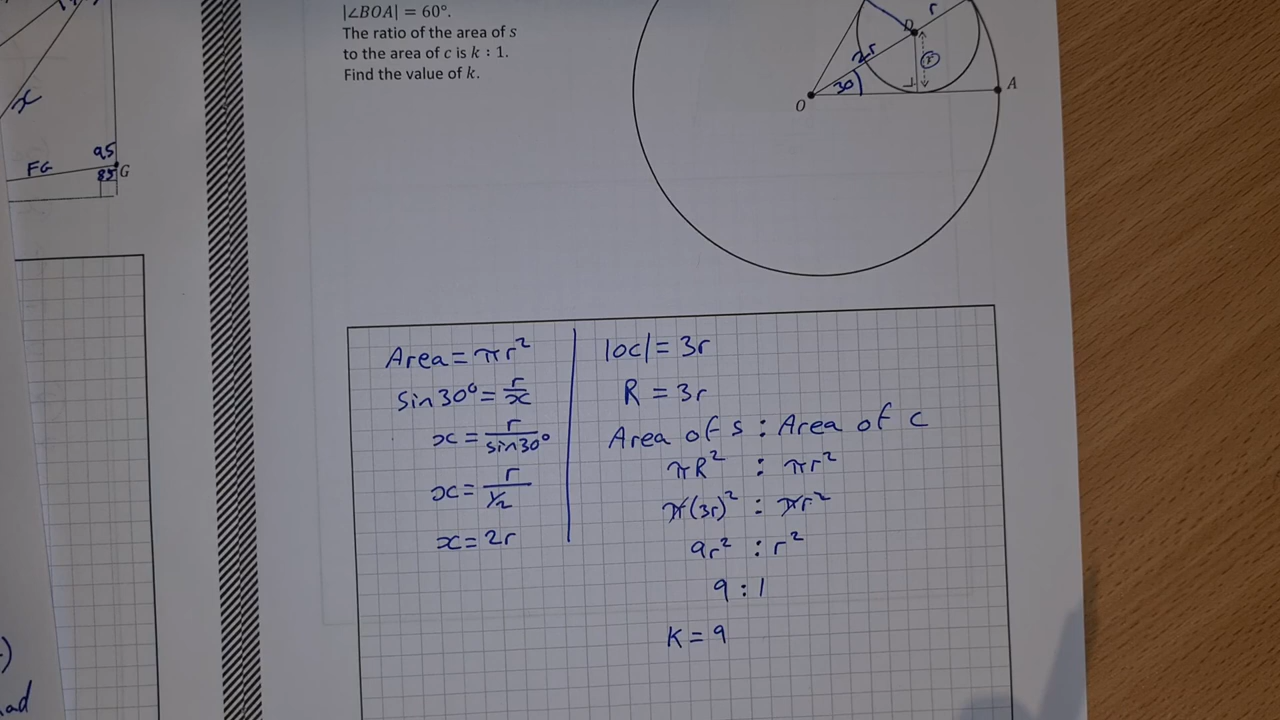 |∠BOA| = 60°.
The ratio of the area of s
to the area of c is k : 1.
Find the value of k.
r
D
2r
r
30
O
A
x
95
FG
85
G
Area = πr²
sin30° = r/x
x = r/sin30°
x = r/½
x = 2r
|oc| = 3r
R = 3r
Area of s : Area of c
πR² : πr²
π(3r)² : πr²
9r² : r²
9 : 1
K = 9
)
ad